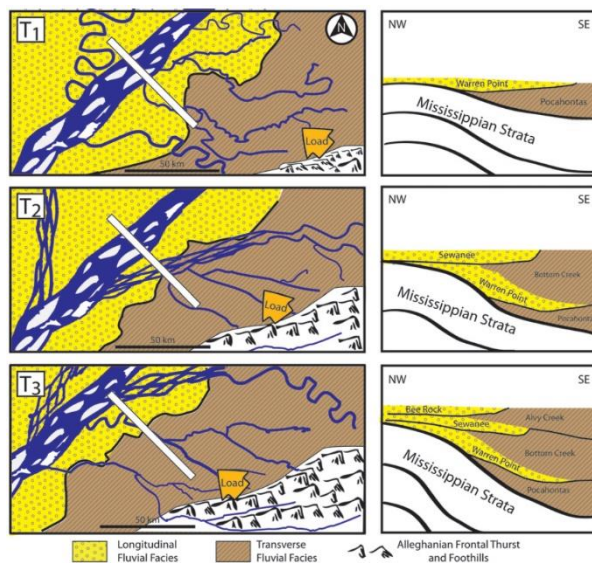 T1
N
Load
50 km
NW SE
Warren Point
Pocahontas
Mississippian Strata
T2
Load
50 km
NW SE
Sewanee
Bottom Creek
Warren Point
Pocahontas
Mississippian Strata
T3
Load
50 km
NW SE
Bee Rock
Alvy Creek
Sewanee
Bottom Creek
Warren Point
Pocahontas
Mississippian Strata
Longitudinal
Fluvial Facies
Transverse
Fluvial Facies
Alleghanian Frontal Thurst
and Foothills